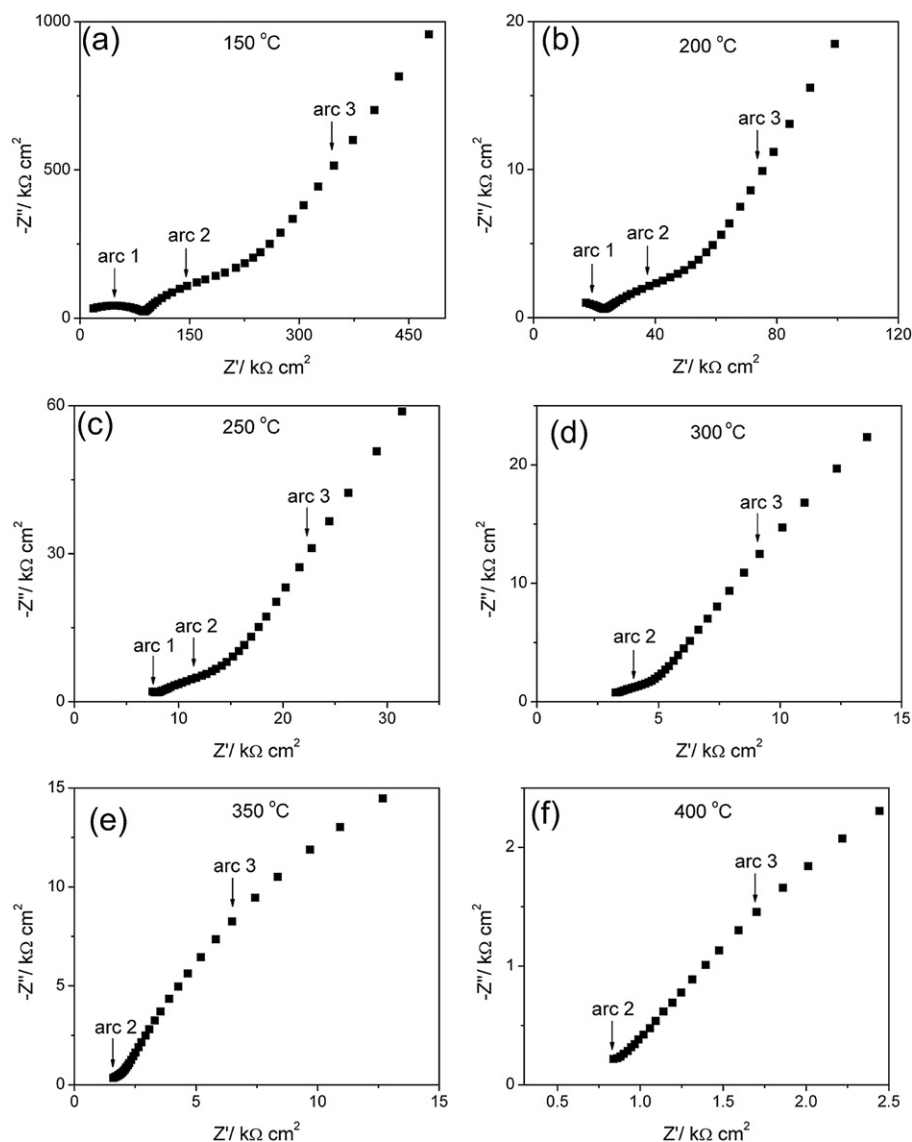 (a)
150 °C
1000
500
0
-Z''/ kΩ cm²
arc 1
arc 2
arc 3
0
150
300
450
Z'/ kΩ cm²
(b)
200 °C
20
10
0
-Z''/ kΩ cm²
arc 1
arc 2
arc 3
0
40
80
120
Z'/ kΩ cm²
(c)
250 °C
60
30
0
-Z''/ kΩ cm²
arc 1
arc 2
arc 3
0
10
20
30
Z'/ kΩ cm²
(d)
300 °C
20
10
0
-Z''/ kΩ cm²
arc 2
arc 3
0
5
10
15
Z'/ kΩ cm²
(e)
350 °C
15
10
5
0
-Z''/ kΩ cm²
arc 2
arc 3
0
5
10
15
Z'/ kΩ cm²
(f)
400 °C
2
1
0
-Z''/ kΩ cm²
arc 2
arc 3
0.5
1.0
1.5
2.0
2.5
Z'/ kΩ cm²